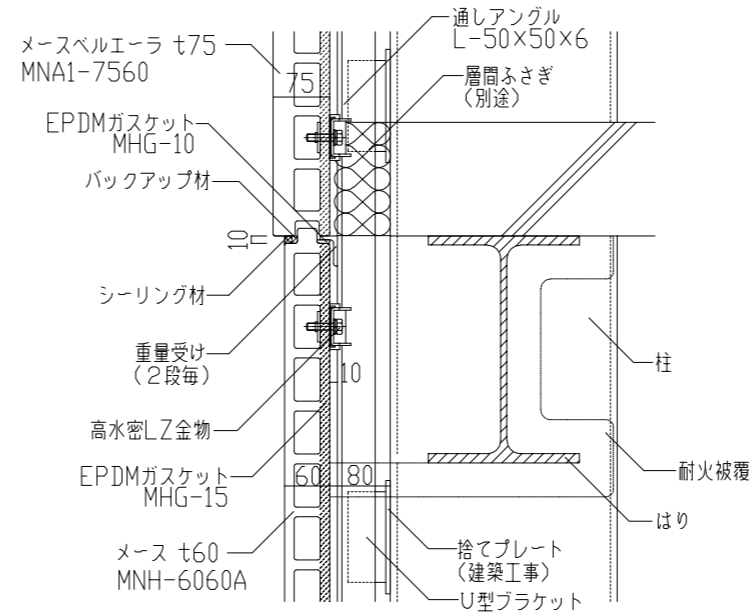 通しアングル
L-50×50×6
メースベルエーラ t75
MNA1-7560
75
層間ふさぎ
(別途)
EPDMガスケット
MHG-10
バックアップ材
10
シーリング材
重量受け
(2段毎)
10
柱
高水密LZ金物
EPDMガスケット
MHG-15
60
80
耐火被覆
はり
メース t60
MNH-6060A
捨てプレート
(建築工事)
U型ブラケット